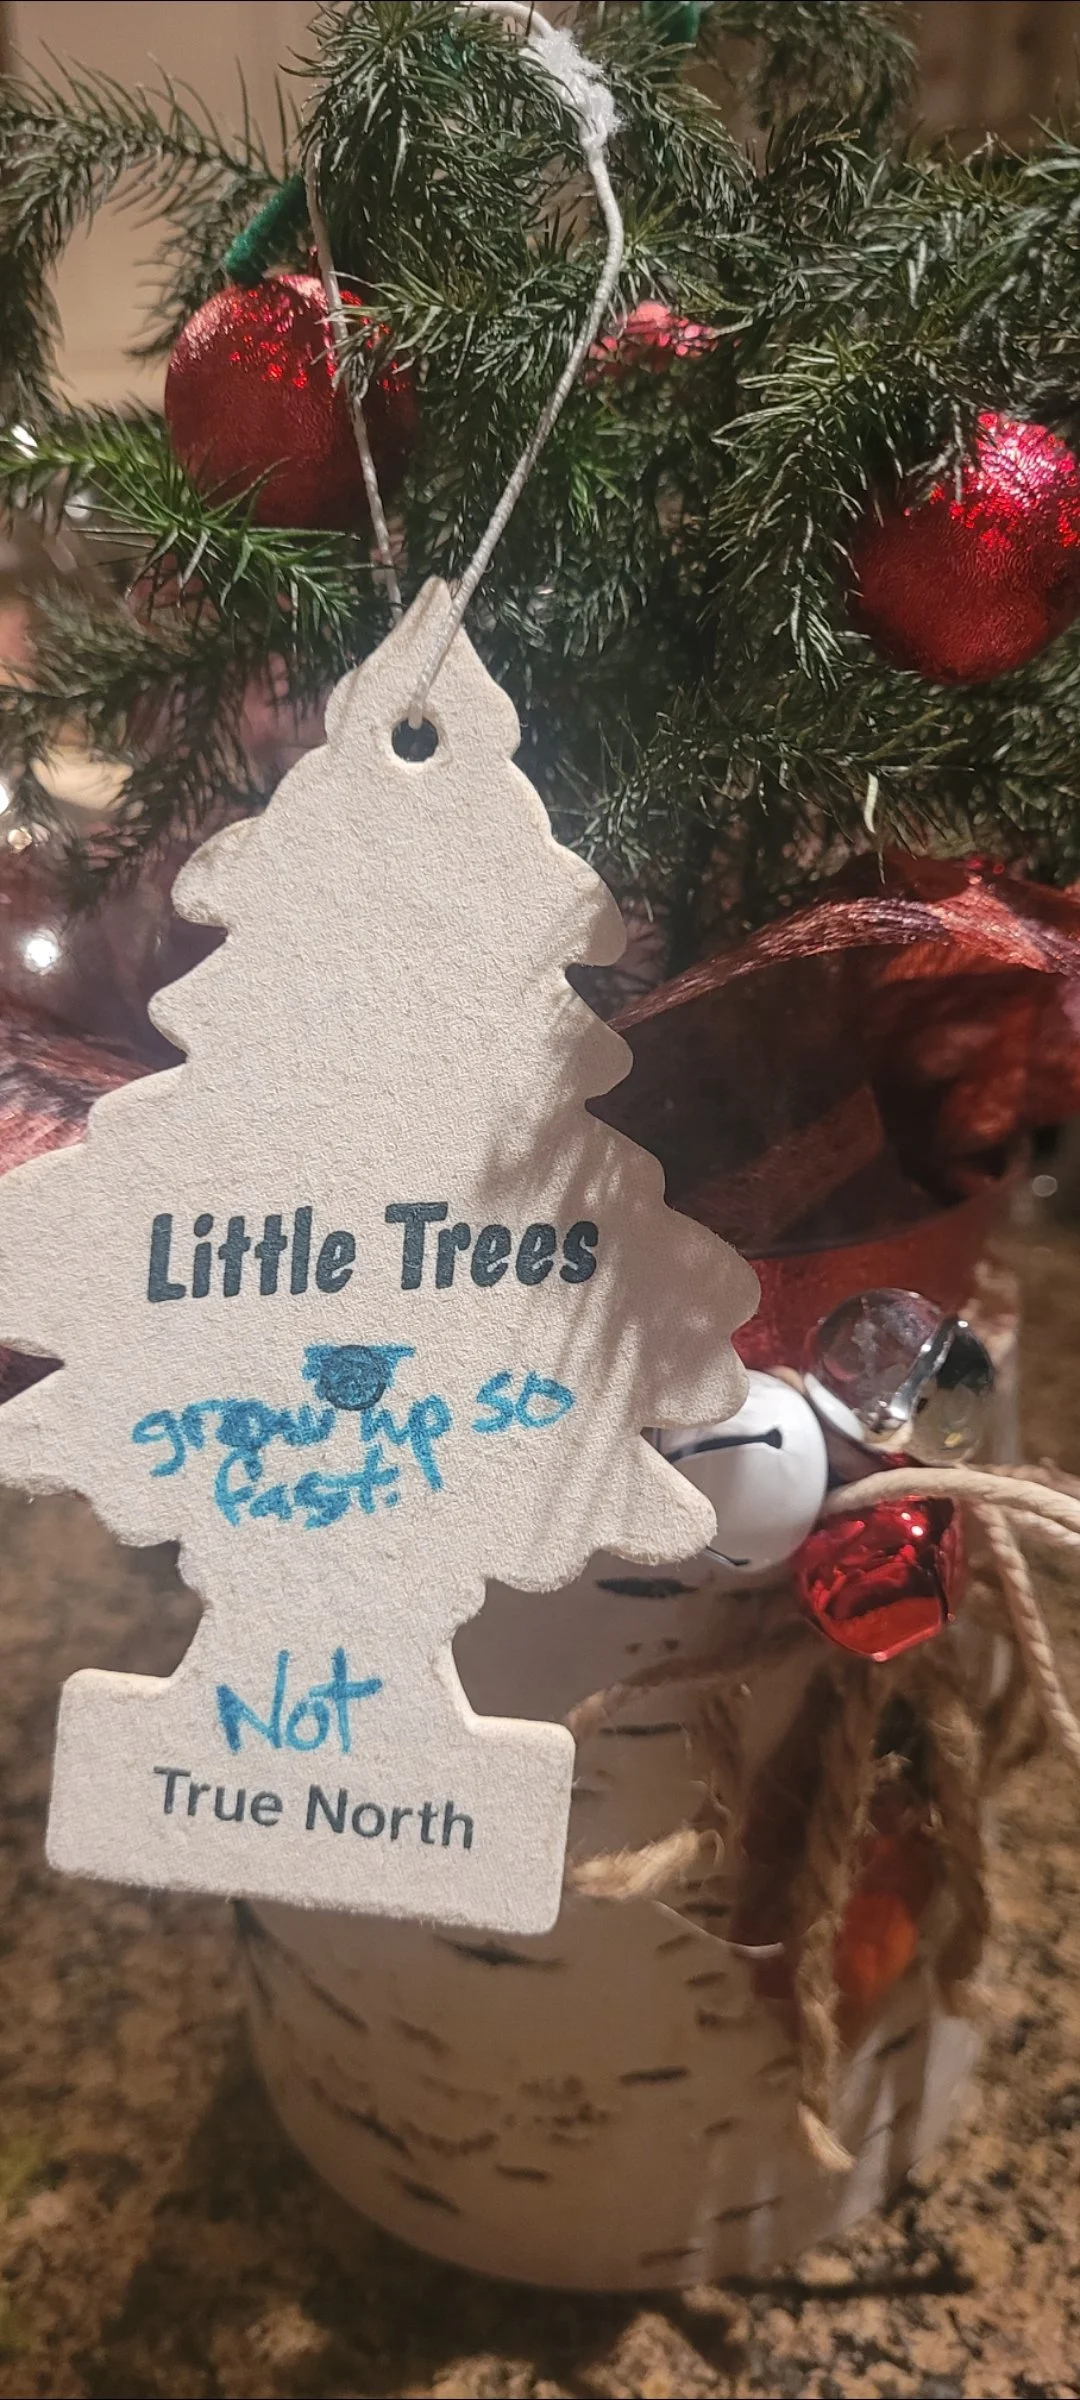 Little Trees
grow up so
fast.
Not
True North